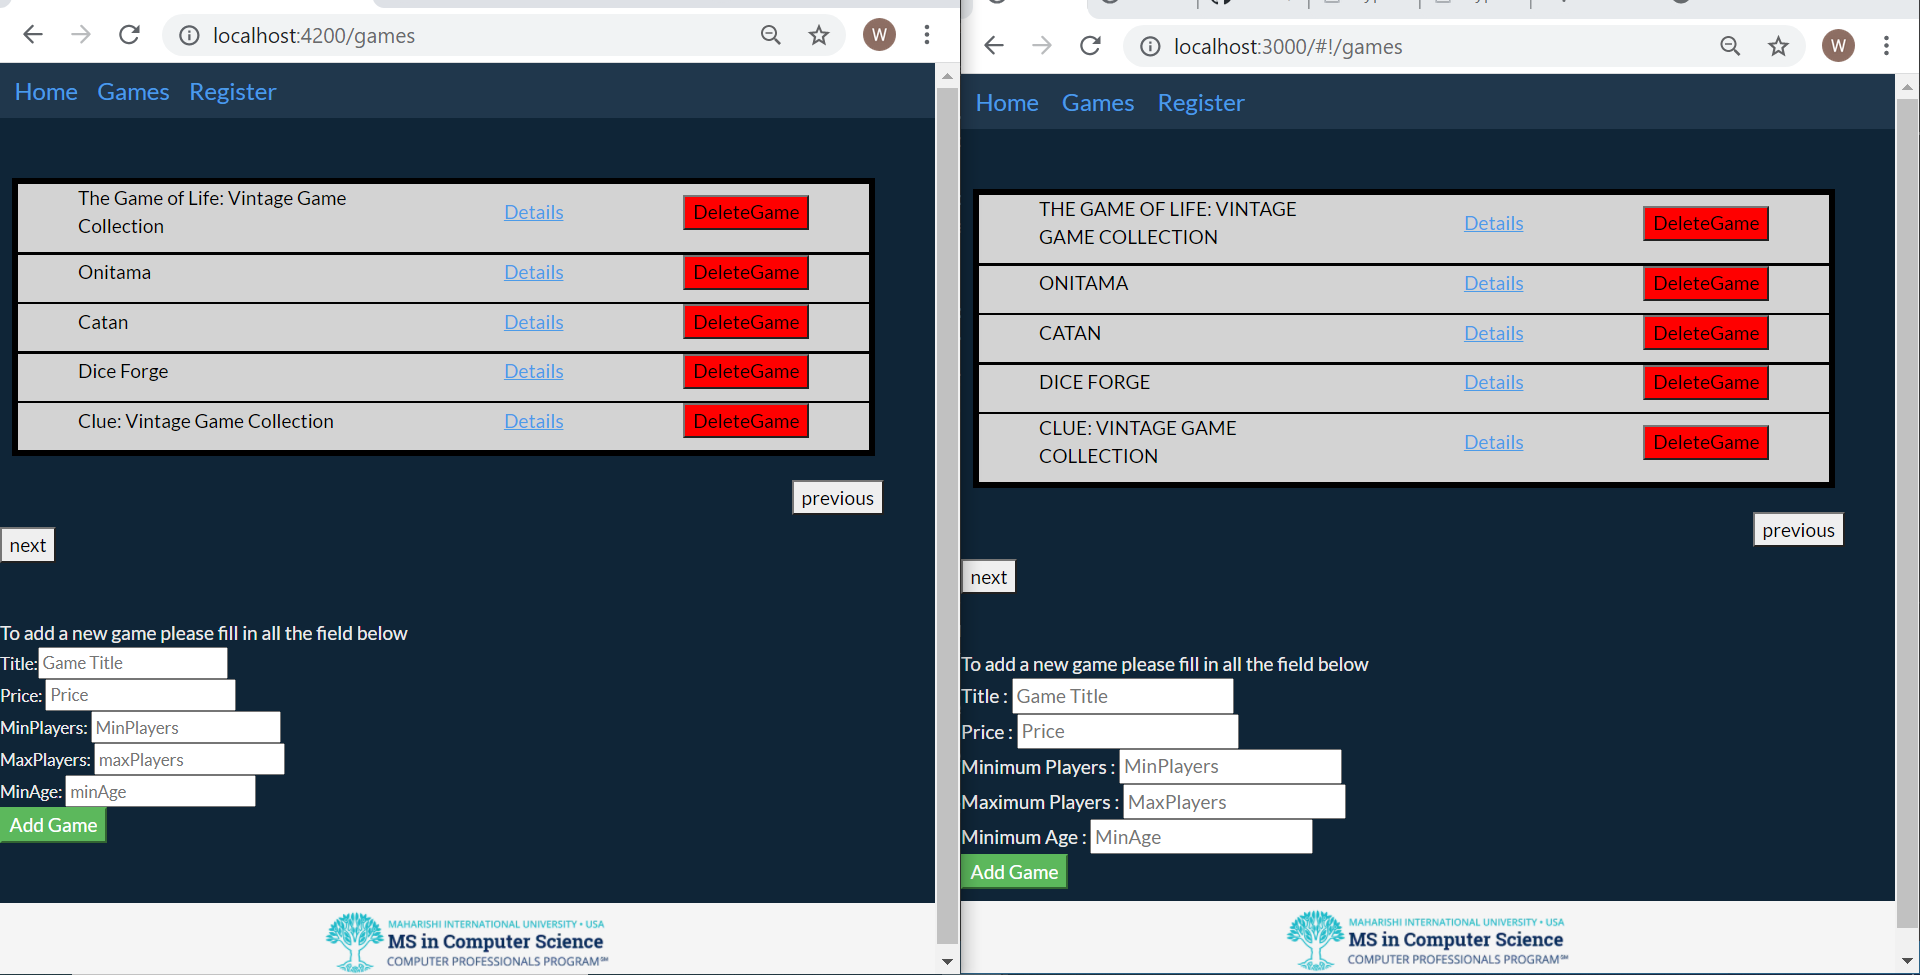 localhost:4200/games
W
Home Games Register
The Game of Life: Vintage Game
Collection
Details
DeleteGame
Onitama
Details
DeleteGame
Catan
Details
DeleteGame
Dice Forge
Details
DeleteGame
Clue: Vintage Game Collection
Details
DeleteGame
previous
next
To add a new game please fill in all the field below
Title: Game Title
Price: Price
MinPlayers: MinPlayers
MaxPlayers: maxPlayers
MinAge: minAge
Add Game
MAHARISHI INTERNATIONAL UNIVERSITY • USA
MS in Computer Science
COMPUTER PROFESSIONALS PROGRAM℠
localhost:3000/#!/games
W
Home Games Register
THE GAME OF LIFE: VINTAGE
GAME COLLECTION
Details
DeleteGame
ONITAMA
Details
DeleteGame
CATAN
Details
DeleteGame
DICE FORGE
Details
DeleteGame
CLUE: VINTAGE GAME
COLLECTION
Details
DeleteGame
previous
next
To add a new game please fill in all the field below
Title : Game Title
Price : Price
Minimum Players : MinPlayers
Maximum Players : MaxPlayers
Minimum Age : MinAge
Add Game
MAHARISHI INTERNATIONAL UNIVERSITY • USA
MS in Computer Science
COMPUTER PROFESSIONALS PROGRAM℠